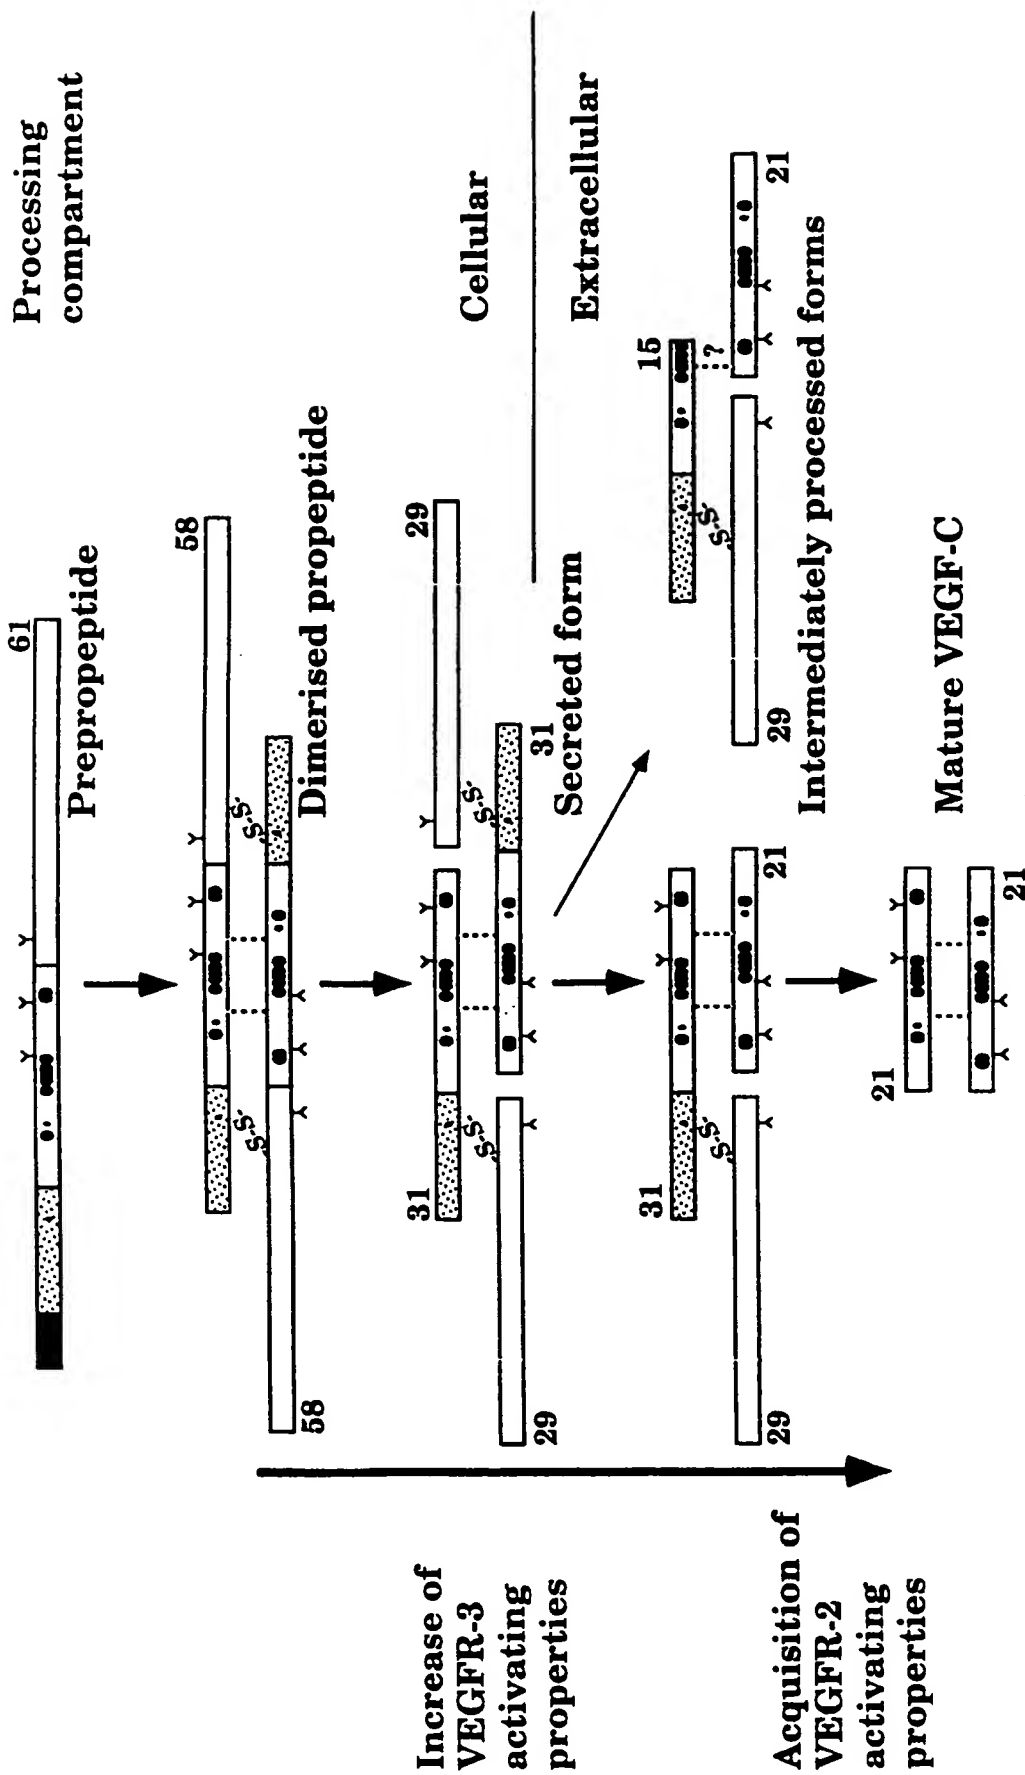 Processing
compartment
61
Prepropeptide
58
S-S
S-S
58
Dimerised propeptide
29
31
S-S
S-S
31
29
Secreted form
Cellular
Extracellular
Increase of
VEGFR-3
activating
properties
31
S-S
21
29
15
S-S
?
21
29
Intermediately processed forms
Acquisition of
VEGFR-2
activating
properties
21
21
Mature VEGF-C